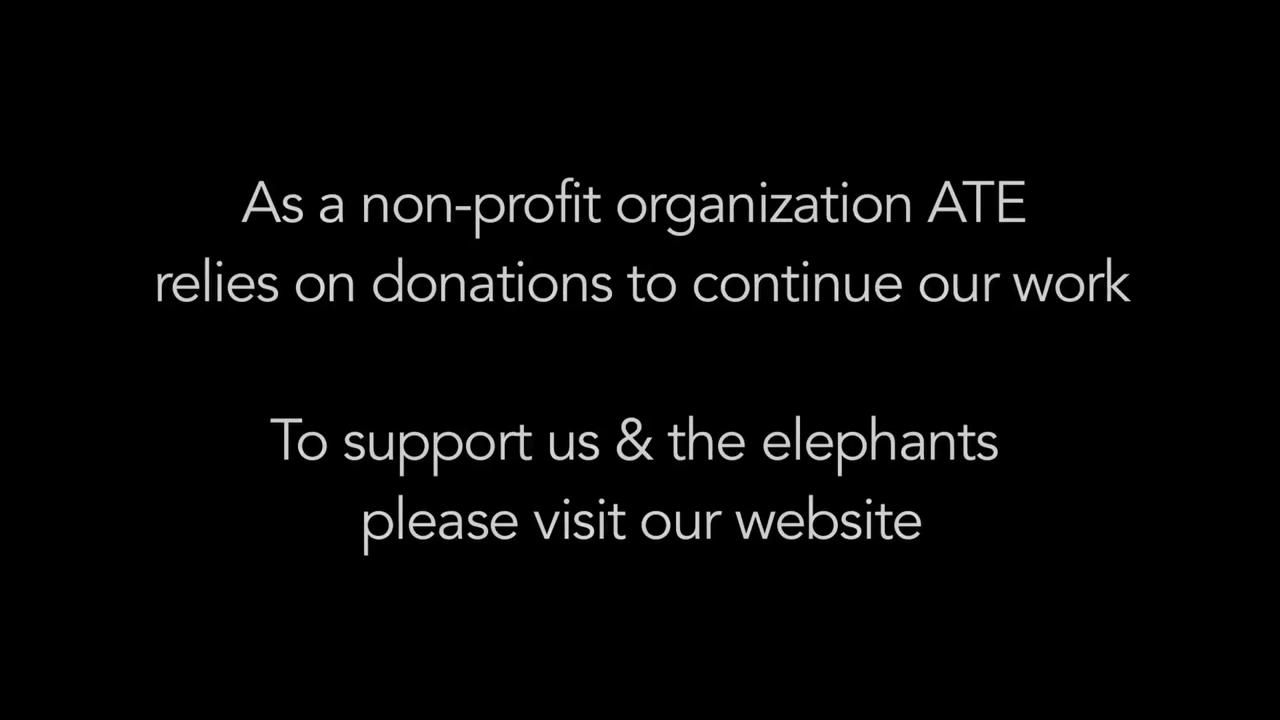 As a non-profit organization ATE
relies on donations to continue our work
To support us & the elephants
please visit our website